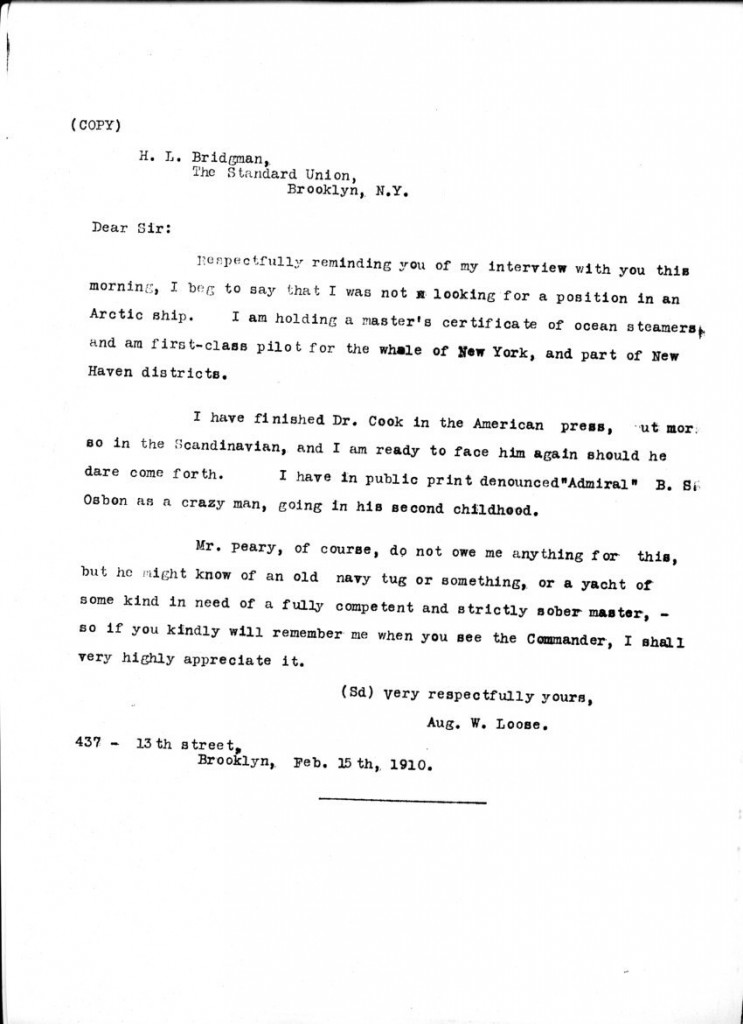 (COPY)
H. L. Bridgman,
The Standard Union,
Brooklyn, N.Y.
Dear Sir:
Respectfully reminding you of my interview with you this
morning, I beg to say that I was not x looking for a position in an
Arctic ship. I am holding a master's certificate of ocean steamers,
and am first-class pilot for the whole of New York, and part of New
Haven districts.
I have finished Dr. Cook in the American press, ut mor
so in the Scandinavian, and I am ready to face him again should he
dare come forth. I have in public print denounced "Admiral" B. S.
Osbon as a crazy man, going in his second childhood.
Mr. Peary, of course, do not owe me anything for this,
but he might know of an old navy tug or something, or a yacht of
some kind in need of a fully competent and strictly sober master, -
so if you kindly will remember me when you see the Commander, I shall
very highly appreciate it.
(Sd) Very respectfully yours,
Aug. W. Loose.
437 - 13th street,
Brooklyn, Feb. 15th, 1910.